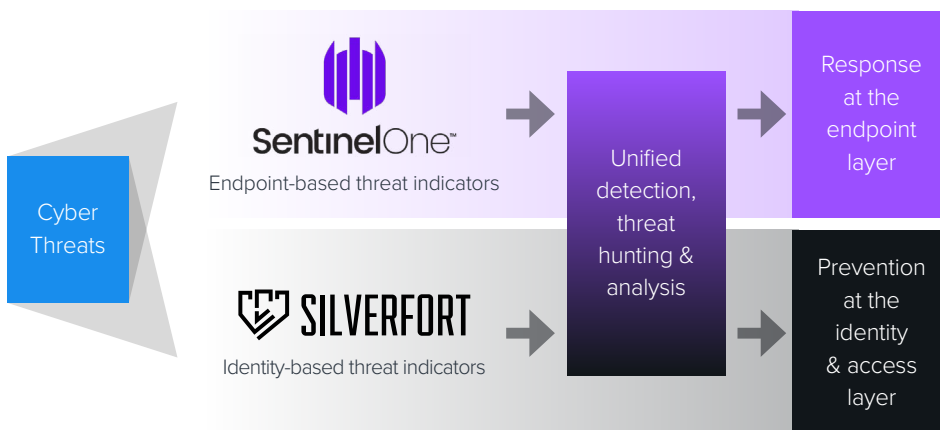 Cyber
Threats
SentinelOne™
Endpoint-based threat indicators
SILVERFORT
Identity-based threat indicators
Unified
detection,
threat
hunting &
analysis
Response
at the
endpoint
layer
Prevention
at the
identity
& access
layer